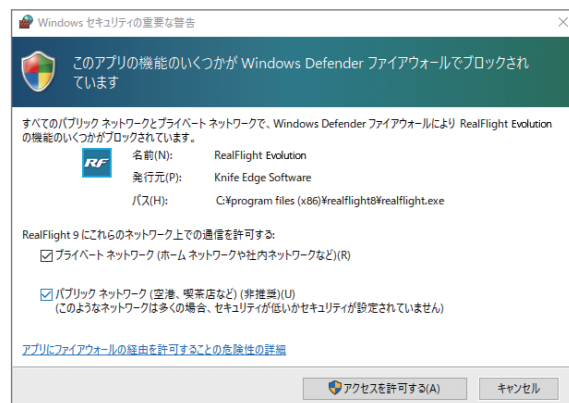 Windows セキュリティの重要な警告
このアプリの機能のいくつかが Windows Defender ファイアウォールでブロックされ
ています
すべてのパブリック ネットワークとプライベート ネットワークで、Windows Defender ファイアウォールにより RealFlight Evolution
の機能のいくつかがブロックされています。
RF
名前(N): RealFlight Evolution
発行元(P): Knife Edge Software
パス(H): C:¥program files (x86)¥realflight8¥realflight.exe
RealFlight 9 にこれらのネットワーク上での通信を許可する:
プライベート ネットワーク (ホーム ネットワークや社内ネットワークなど)(R)
パブリック ネットワーク (空港、喫茶店など) (非推奨)(U)
(このようなネットワークは多くの場合、セキュリティが低いかセキュリティが設定されていません)
アプリにファイアウォールの経由を許可することの危険性の詳細
アクセスを許可する(A) キャンセル